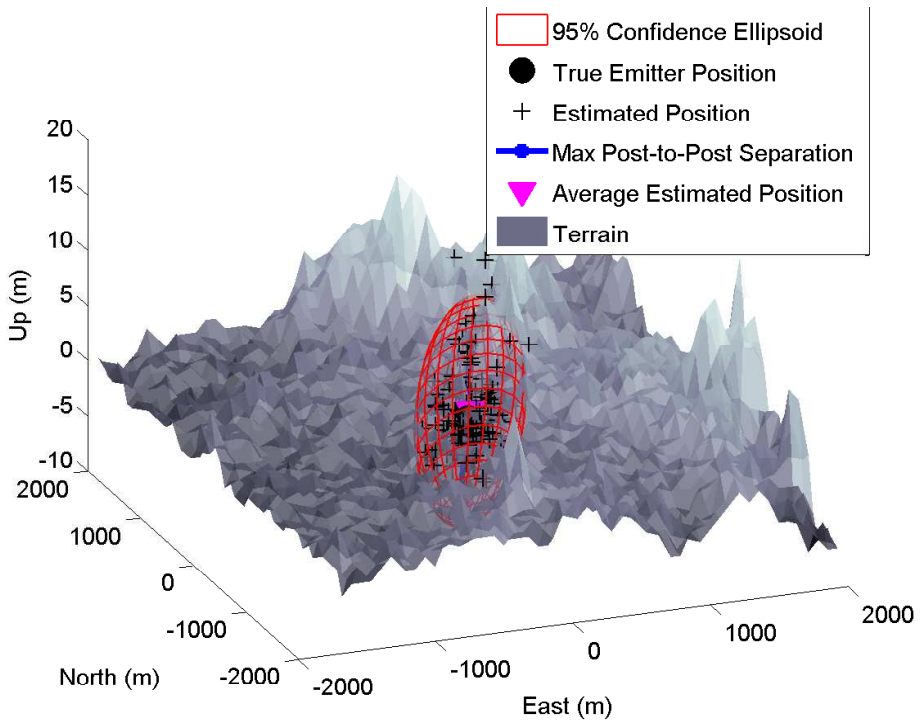 95% Confidence Ellipsoid
True Emitter Position
Estimated Position
Max Post-to-Post Separation
Average Estimated Position
Terrain
20
15
10
5
0
-5
-10
Up (m)
2000
1000
0
-1000
-2000
North (m)
-2000
-1000
0
1000
2000
East (m)